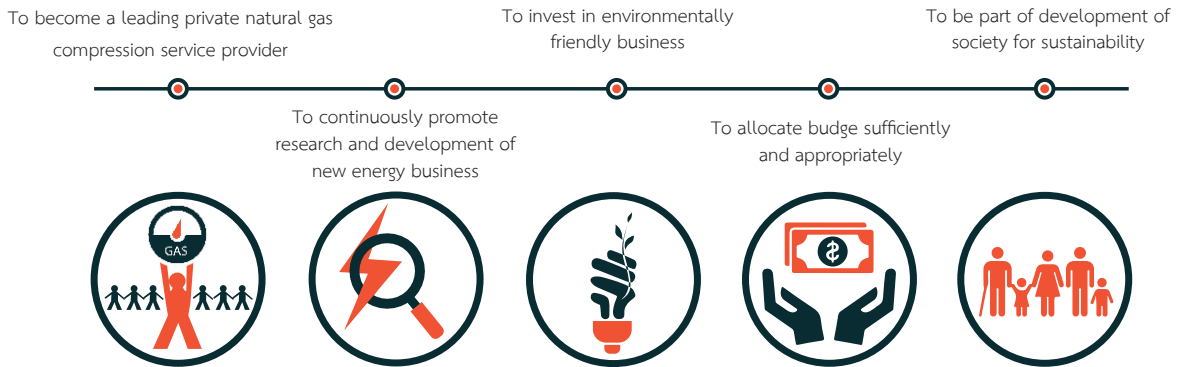 To become a leading private natural gas
compression service provider
To continuously promote
research and development of
new energy business
To invest in environmentally
friendly business
To allocate budge sufficiently
and appropriately
To be part of development of
society for sustainability
GAS
$